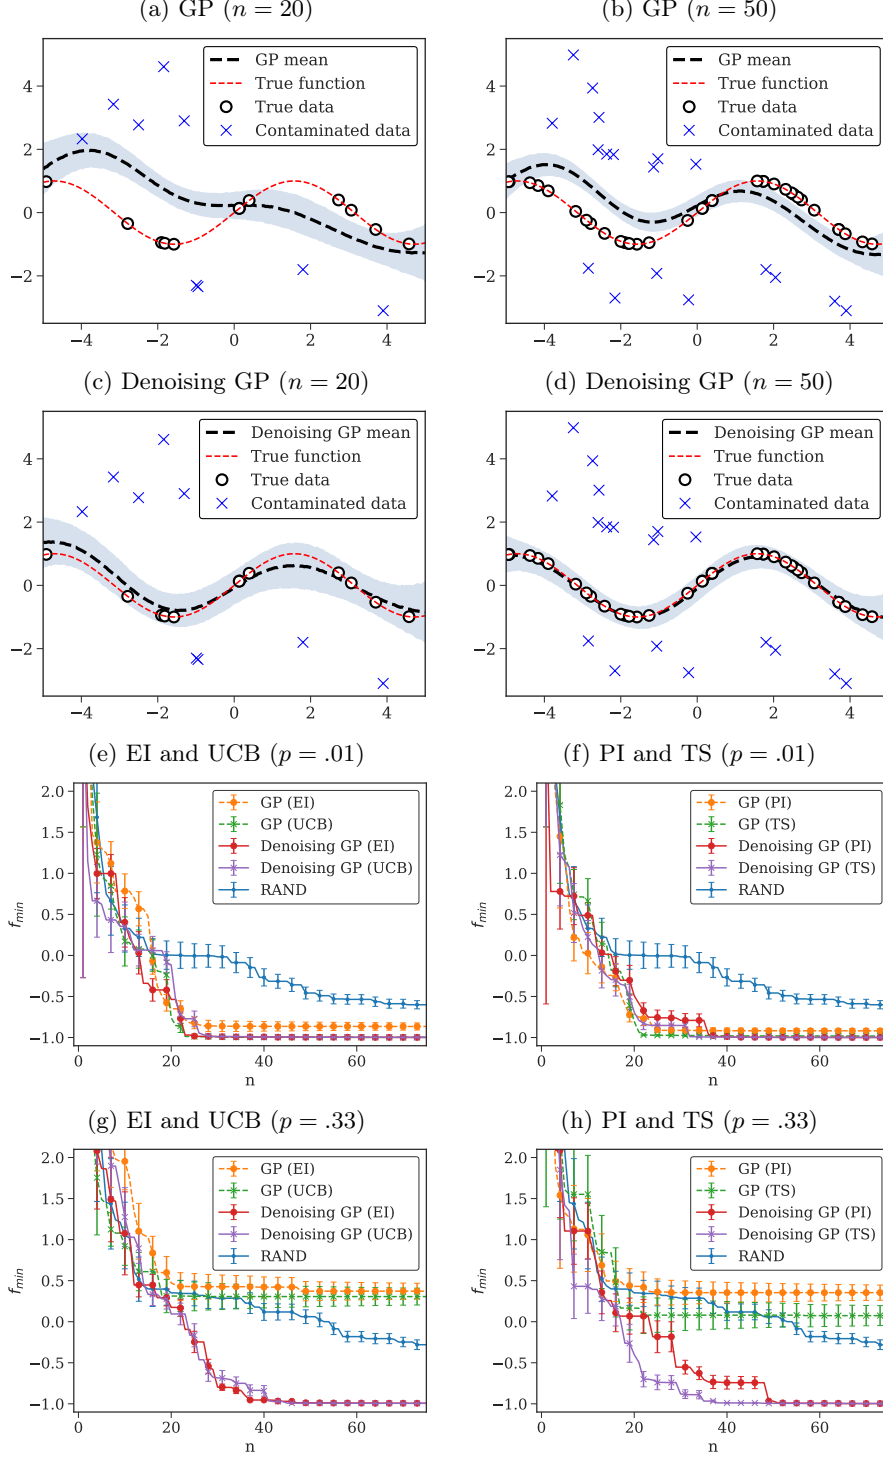 (a) GP (n = 20)
(b) GP (n = 50)
GP mean
True function
True data
Contaminated data
4
2
0
−2
−4
−2
0
2
4
GP mean
True function
True data
Contaminated data
4
2
0
−2
−4
−2
0
2
4
(c) Denoising GP (n = 20)
(d) Denoising GP (n = 50)
Denoising GP mean
True function
True data
Contaminated data
4
2
0
−2
−4
−2
0
2
4
Denoising GP mean
True function
True data
Contaminated data
4
2
0
−2
−4
−2
0
2
4
(e) EI and UCB (p = .01)
(f) PI and TS (p = .01)
GP (EI)
GP (UCB)
Denoising GP (EI)
Denoising GP (UCB)
RAND
2.0
1.5
1.0
0.5
0.0
−0.5
−1.0
fmin
0
20
40
60
n
GP (PI)
GP (TS)
Denoising GP (PI)
Denoising GP (TS)
RAND
2.0
1.5
1.0
0.5
0.0
−0.5
−1.0
fmin
0
20
40
60
n
(g) EI and UCB (p = .33)
(h) PI and TS (p = .33)
GP (EI)
GP (UCB)
Denoising GP (EI)
Denoising GP (UCB)
RAND
2.0
1.5
1.0
0.5
0.0
−0.5
−1.0
fmin
0
20
40
60
n
GP (PI)
GP (TS)
Denoising GP (PI)
Denoising GP (TS)
RAND
2.0
1.5
1.0
0.5
0.0
−0.5
−1.0
fmin
0
20
40
60
n